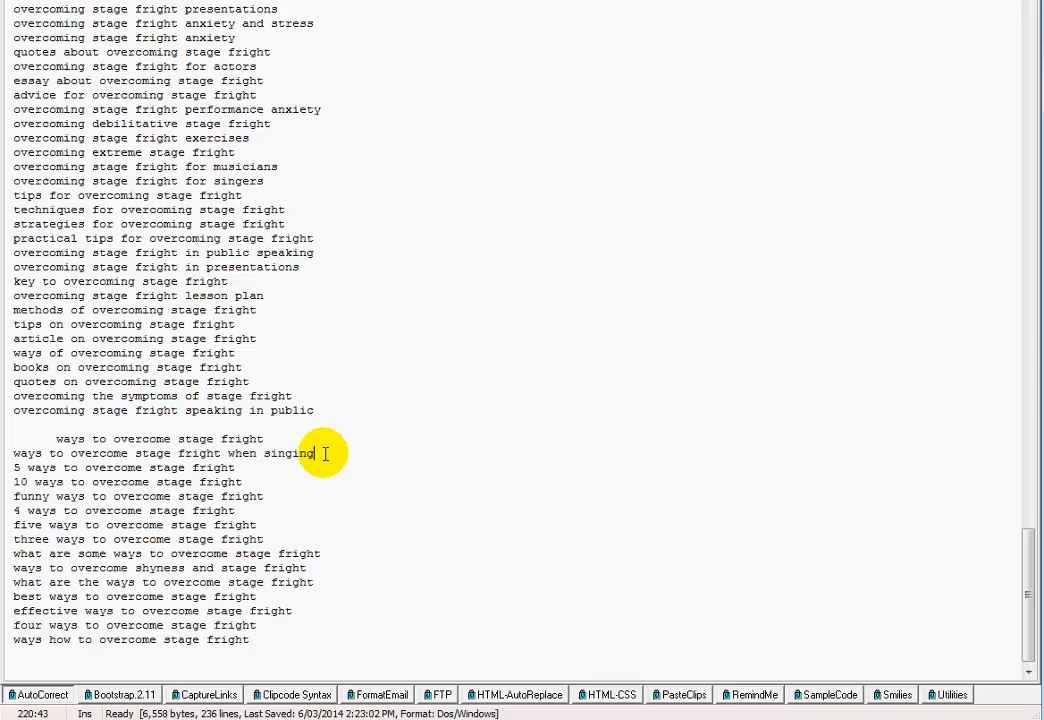 overcoming stage fright presentations
overcoming stage fright anxiety and stress
overcoming stage fright anxiety
quotes about overcoming stage fright
overcoming stage fright for actors
essay about overcoming stage fright
advice for overcoming stage fright
overcoming stage fright performance anxiety
overcoming debilitative stage fright
overcoming stage fright exercises
overcoming extreme stage fright
overcoming stage fright for musicians
overcoming stage fright for singers
tips for overcoming stage fright
techniques for overcoming stage fright
strategies for overcoming stage fright
practical tips for overcoming stage fright
overcoming stage fright in public speaking
overcoming stage fright in presentations
key to overcoming stage fright
overcoming stage fright lesson plan
methods of overcoming stage fright
tips on overcoming stage fright
article on overcoming stage fright
ways of overcoming stage fright
books on overcoming stage fright
quotes on overcoming stage fright
overcoming the symptoms of stage fright
overcoming stage fright speaking in public
ways to overcome stage fright
ways to overcome stage fright when singing
5 ways to overcome stage fright
10 ways to overcome stage fright
funny ways to overcome stage fright
4 ways to overcome stage fright
five ways to overcome stage fright
three ways to overcome stage fright
what are some ways to overcome stage fright
ways to overcome shyness and stage fright
what are the ways to overcome stage fright
best ways to overcome stage fright
effective ways to overcome stage fright
four ways to overcome stage fright
ways how to overcome stage fright
AutoCorrect Bootstrap.2.11 CaptureLinks Clipcode Syntax FormatEmail FTP HTML-AutoReplace HTML-CSS PasteClips RemindMe SampleCode Smilies Utilities
220:43 Ins Ready [6,558 bytes, 236 lines, Last Saved: 6/03/2014 2:23:02 PM, Format: Dos/Windows]